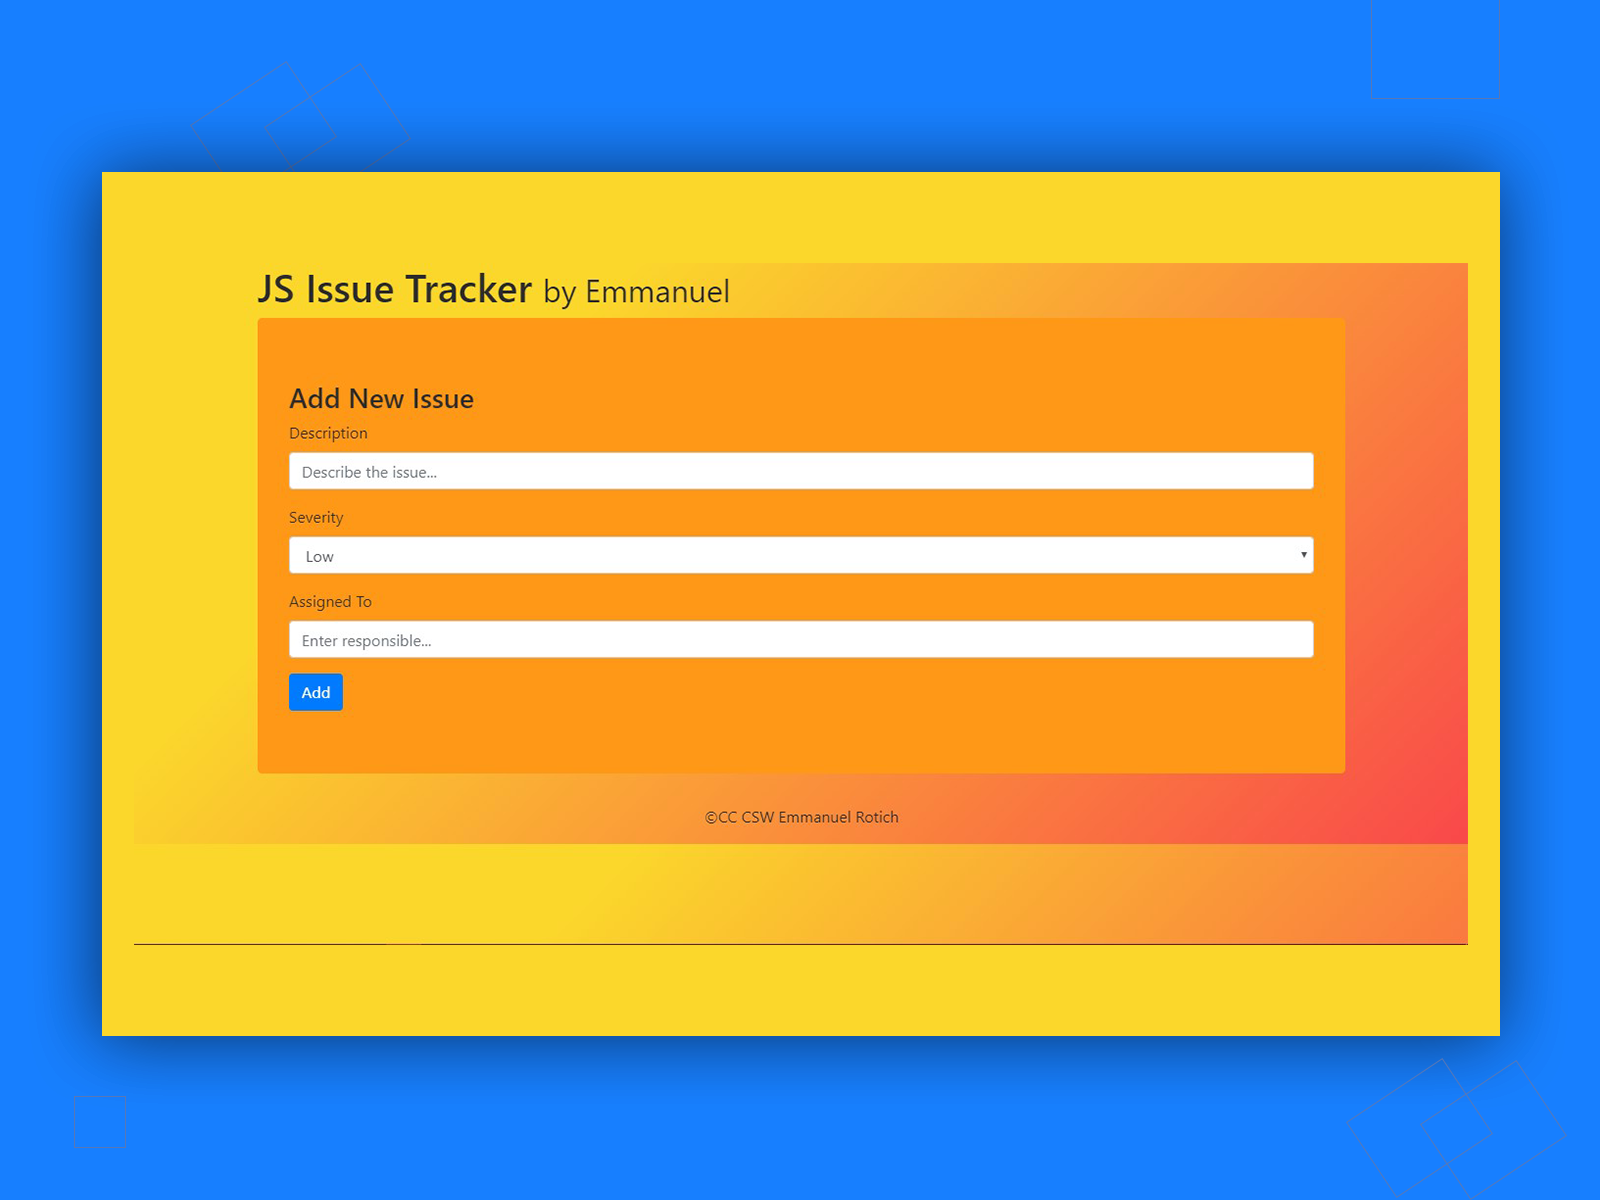 JS Issue Tracker by Emmanuel
Add New Issue
Description
Describe the issue...
Severity
Low
Assigned To
Enter responsible...
Add
©CC CSW Emmanuel Rotich